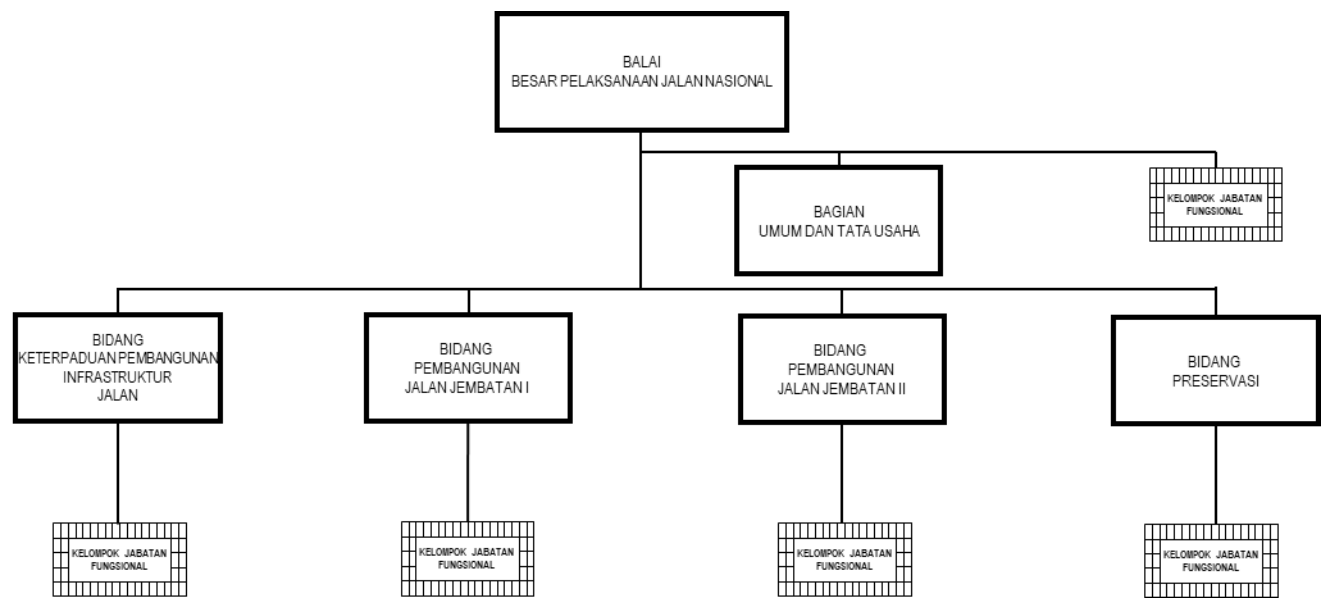 BALAI
BESAR PELAKSANAAN JALAN NASIONAL
BAGIAN
UMUM DAN TATA USAHA
KELOMPOK JABATAN
FUNGSIONAL
BIDANG
KETERPADUAN PEMBANGUNAN
INFRASTRUKTUR
JALAN
BIDANG
PEMBANGUNAN
JALAN JEMBATAN I
BIDANG
PEMBANGUNAN
JALAN JEMBATAN II
BIDANG
PRESERVASI
KELOMPOK JABATAN
FUNGSIONAL
KELOMPOK JABATAN
FUNGSIONAL
KELOMPOK JABATAN
FUNGSIONAL
KELOMPOK JABATAN
FUNGSIONAL